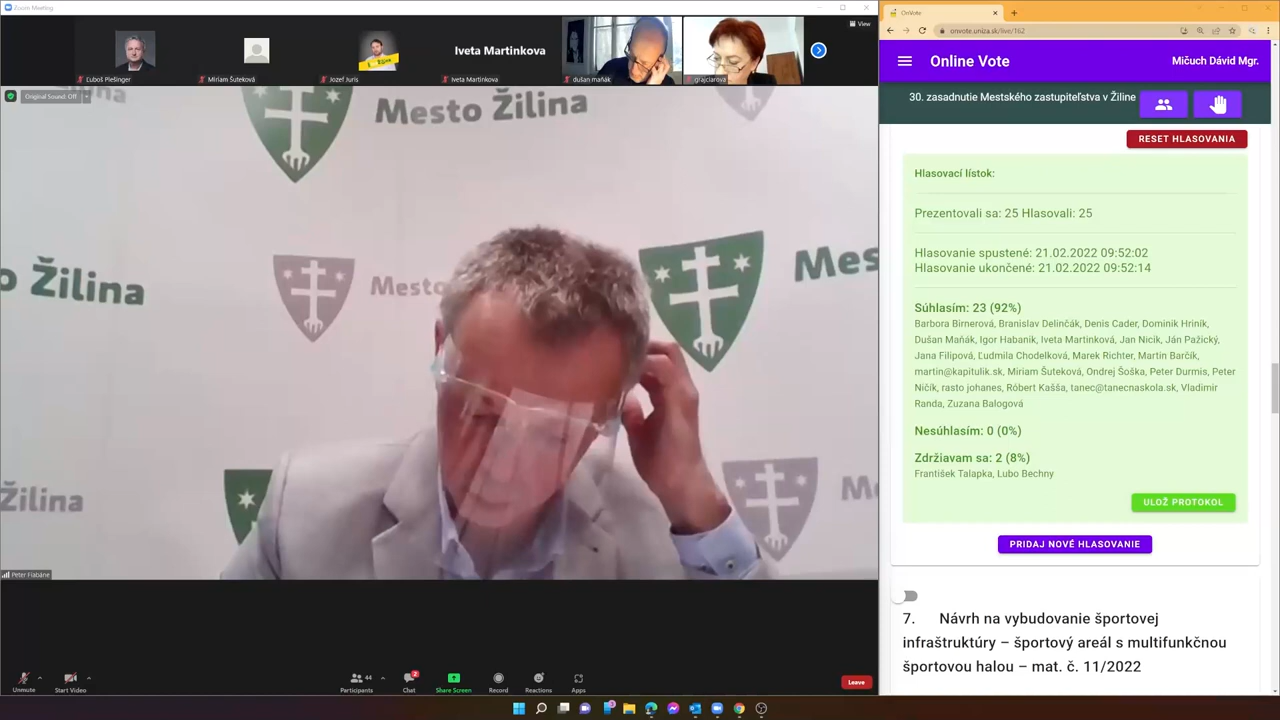 Zoom Meeting
View
Ľuboš Plešinger
Miriam Šuteková
Jozef Juris
Iveta Martinkova
Iveta Martinkova
dušan maňák
grajciarova
Original Sound: Off
Mesto Žilina
Mesto Žilina
Mesto
Mesto
Žilina
Peter Fiabáne
Unmute
Start Video
44
Participants
2
Chat
Share Screen
Record
Reactions
Apps
Leave
OnVote
onvote.uniza.sk/live/162
Online Vote
Mičuch Dávid Mgr.
30. zasadnutie Mestského zastupiteľstva v Žiline
RESET HLASOVANIA
Hlasovací lístok:
Prezentovali sa: 25 Hlasovali: 25
Hlasovanie spustené: 21.02.2022 09:52:02
Hlasovanie ukončené: 21.02.2022 09:52:14
Súhlasím: 23 (92%)
Barbora Birnerová, Branislav Delinčák, Denis Cader, Dominik Hriník,
Dušan Maňák, Igor Habanik, Iveta Martinková, Jan Nicik, Ján Pažický,
Jana Filipová, Ľudmila Chodelková, Marek Richter, Martin Barčík,
martin@kapitulik.sk, Miriam Šuteková, Ondrej Šoška, Peter Durmis, Peter
Ničík, rasto johanes, Róbert Kašša, tanec@tanecnaskola.sk, Vladimir
Randa, Zuzana Balogová
Nesúhlasím: 0 (0%)
Zdržiavam sa: 2 (8%)
František Talapka, Lubo Bechny
ULOŽ PROTOKOL
PRIDAJ NOVÉ HLASOVANIE
7. Návrh na vybudovanie športovej
infraštruktúry – športový areál s multifunkčnou
športovou halou – mat. č. 11/2022